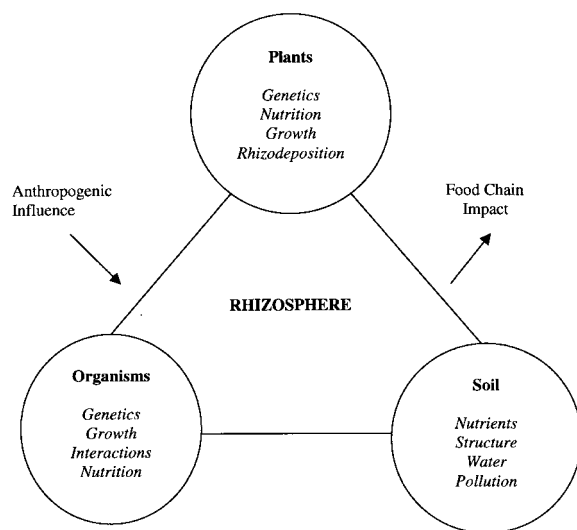 Plants
Genetics
Nutrition
Growth
Rhizodeposition
Anthropogenic
Influence
Food Chain
Impact
RHIZOSPHERE
Organisms
Genetics
Growth
Interactions
Nutrition
Soil
Nutrients
Structure
Water
Pollution